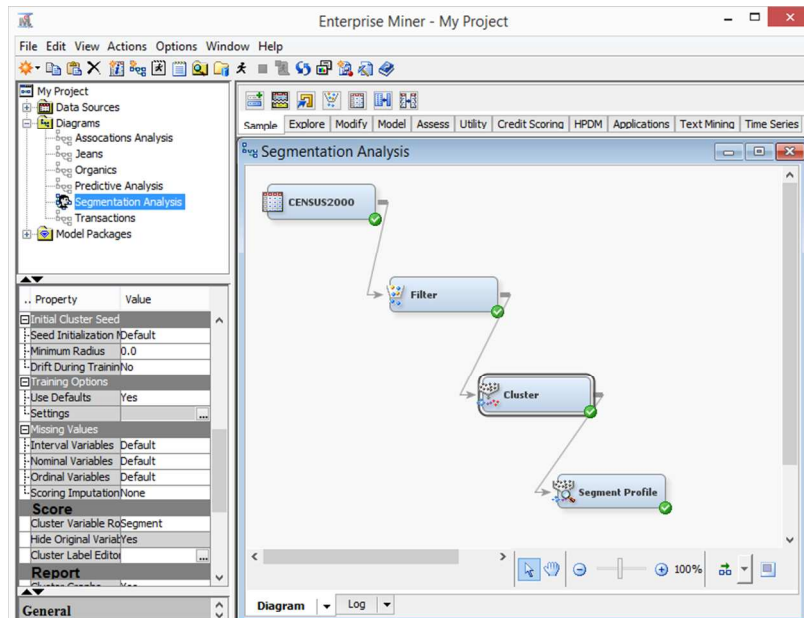 Enterprise Miner - My Project
File Edit View Actions Options Window Help
My Project
Data Sources
Diagrams
Assocations Analysis
Jeans
Organics
Predictive Analysis
Segmentation Analysis
Transactions
Model Packages
Sample Explore Modify Model Assess Utility Credit Scoring HPDM Applications Text Mining Time Series
Segmentation Analysis
CENSUS2000
Filter
Cluster
Segment Profile
.. Property Value
Initial Cluster Seed
Seed Initialization M Default
Minimum Radius 0.0
Drift During Trainin No
Training Options
Use Defaults Yes
Settings ...
Missing Values
Interval Variables Default
Nominal Variables Default
Ordinal Variables Default
Scoring Imputation None
Score
Cluster Variable Ro Segment
Hide Original Variab Yes
Cluster Label Editor ...
Report
Cluster Graphs Yes
General
100%
Diagram Log